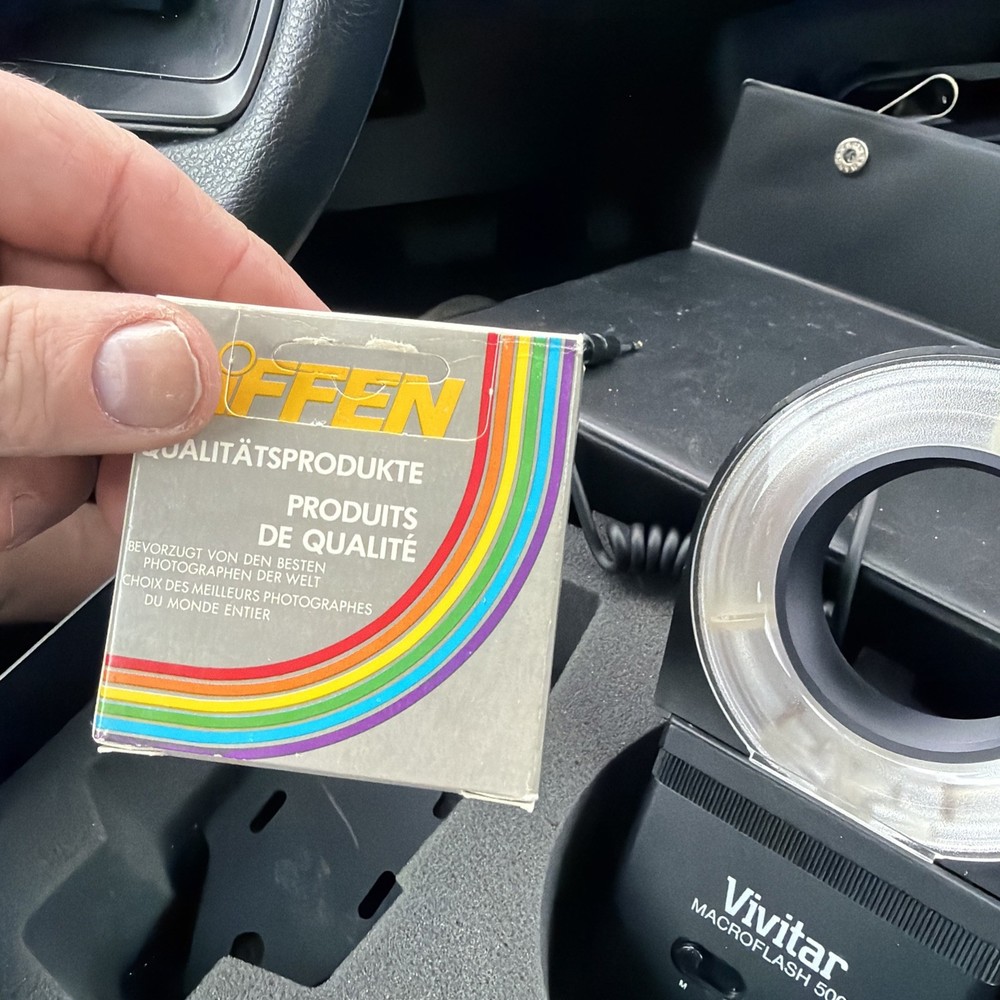 iFFEN
QUALITÄTSPRODUKTE
PRODUITS
DE QUALITÉ
BEVORZUGT VON DEN BESTEN
PHOTOGRAPHEN DER WELT
CHOIX DES MEILLEURS PHOTOGRAPHES
DU MONDE ENTIER
Vivitar
MACROFLASH 500
M